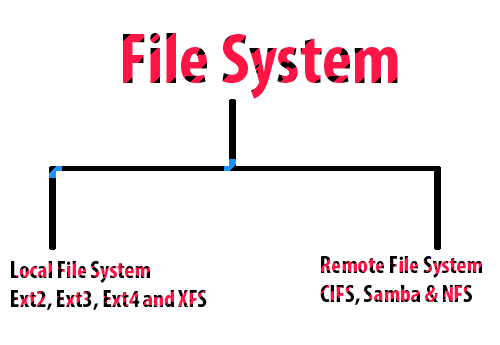 File System
Local File System
Ext2, Ext3, Ext4 and XFS
Remote File System
CIFS, Samba & NFS